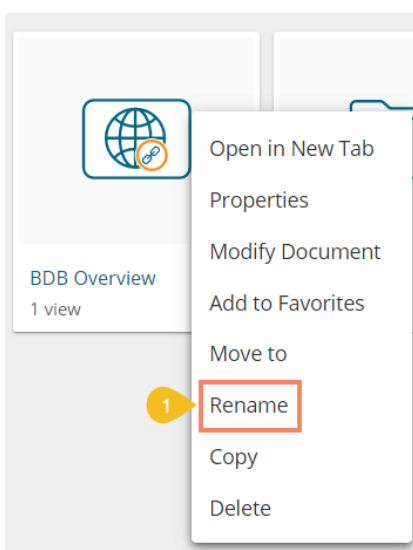 BDB Overview
1 view
Open in New Tab
Properties
Modify Document
Add to Favorites
Move to
1
Rename
Copy
Delete